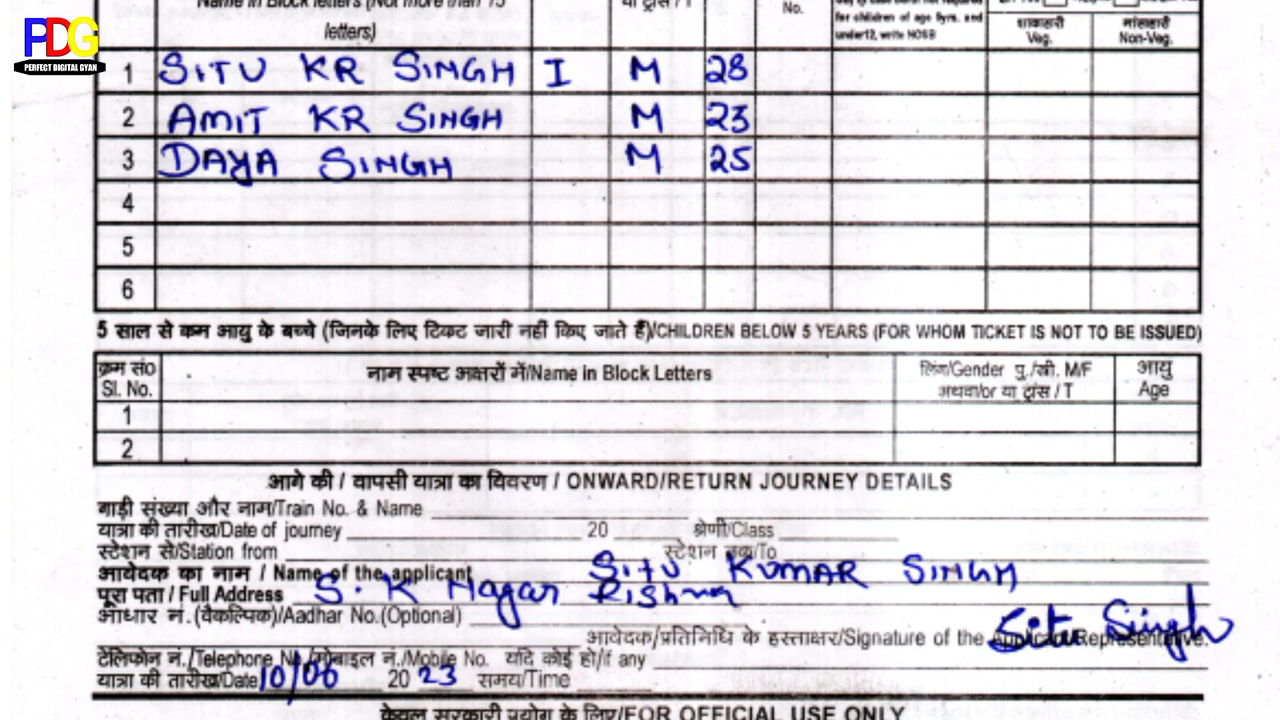 PDG
PERFECT DIGITAL GYAN
Name in Block letters (Not more than 15 letters)
या ट्रांस / T
No.
for children of age 5yrs. and under12, write NOSB
शाकाहारी Veg.
मांसाहारी Non-Veg.
1 SITU KR SINGH I M 28
2 AMIT KR SINGH M 23
3 DAYA SINGH M 25
4
5
6
5 साल से कम आयु के बच्चे (जिनके लिए टिकट जारी नहीं किए जाते हैं)/CHILDREN BELOW 5 YEARS (FOR WHOM TICKET IS NOT TO BE ISSUED)
क्रम सं० Sl. No. नाम स्पष्ट अक्षरों में/Name in Block Letters लिंग/Gender पु./स्त्री. M/F अथवा/or या ट्रांस / T आयु Age
1
2
आगे की / वापसी यात्रा का विवरण / ONWARD/RETURN JOURNEY DETAILS
गाड़ी संख्या और नाम/Train No. & Name
यात्रा की तारीख/Date of journey 20 श्रेणी/Class
स्टेशन से/Station from स्टेशन तक/To
आवेदक का नाम / Name of the applicant SITU KUMAR SINGH
पूरा पता / Full Address S. K Nagar
आधार नं.(वैकल्पिक)/Aadhar No.(Optional)
आवेदक/प्रतिनिधि के हस्ताक्षर/Signature of the Applicant/Representative. Situ Singh
टेलिफोन नं./Telephone No./मोबाइल नं./Mobile No. यदि कोई हो/if any
यात्रा की तारीख/Date 10/06 20 23 समय/Time
केवल सरकारी प्रयोग के लिए/FOR OFFICIAL USE ONLY